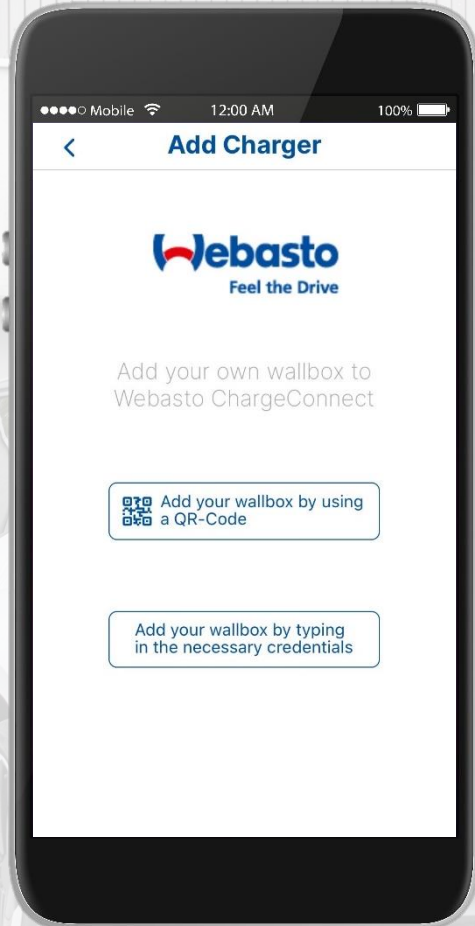 Mobile 12:00 AM 100%
Add Charger
Webasto
Feel the Drive
Add your own wallbox to
Webasto ChargeConnect
Add your wallbox by using
a QR-Code
Add your wallbox by typing
in the necessary credentials